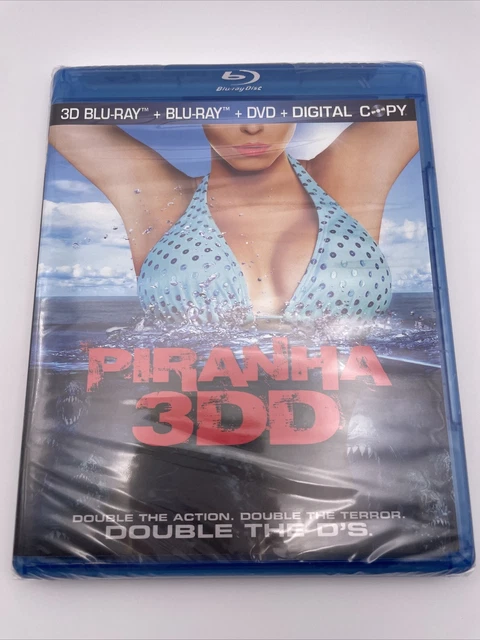 Blu-ray Disc
3D BLU-RAY™ + BLU-RAY™ + DVD + DIGITAL COPY
PIRANHA
3DD
DOUBLE THE ACTION. DOUBLE THE TERROR.
DOUBLE THE D'S.